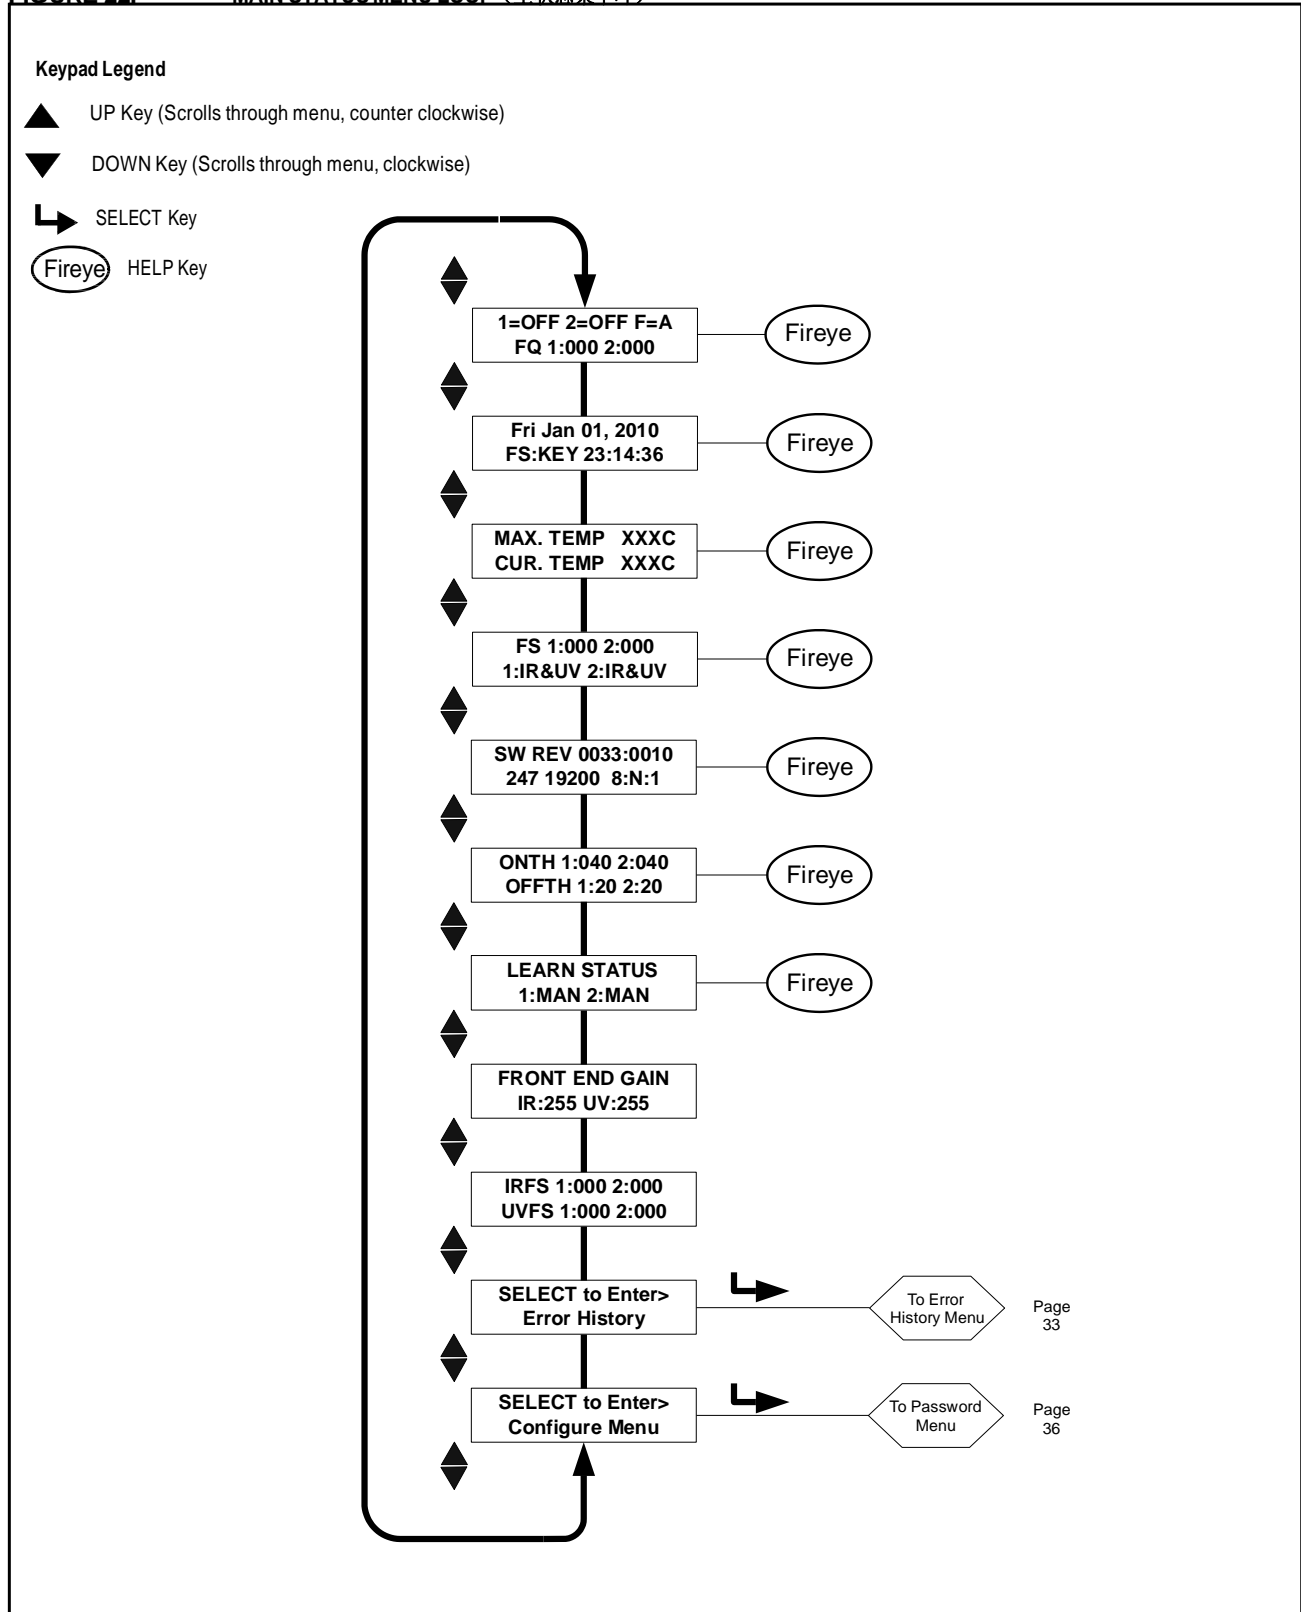 Keypad Legend
UP Key (Scrolls through menu, counter clockwise)
DOWN Key (Scrolls through menu, clockwise)
SELECT Key
Fireye HELP Key
1=OFF 2=OFF F=A
FQ 1:000 2:000
Fireye
Fri Jan 01, 2010
FS:KEY 23:14:36
Fireye
MAX. TEMP XXXC
CUR. TEMP XXXC
Fireye
FS 1:000 2:000
1:IR&UV 2:IR&UV
Fireye
SW REV 0033:0010
247 19200 8:N:1
Fireye
ONTH 1:040 2:040
OFFTH 1:20 2:20
Fireye
LEARN STATUS
1:MAN 2:MAN
Fireye
FRONT END GAIN
IR:255 UV:255
IRFS 1:000 2:000
UVFS 1:000 2:000
SELECT to Enter>
Error History
To Error
History Menu
Page
33
SELECT to Enter>
Configure Menu
To Password
Menu
Page
36